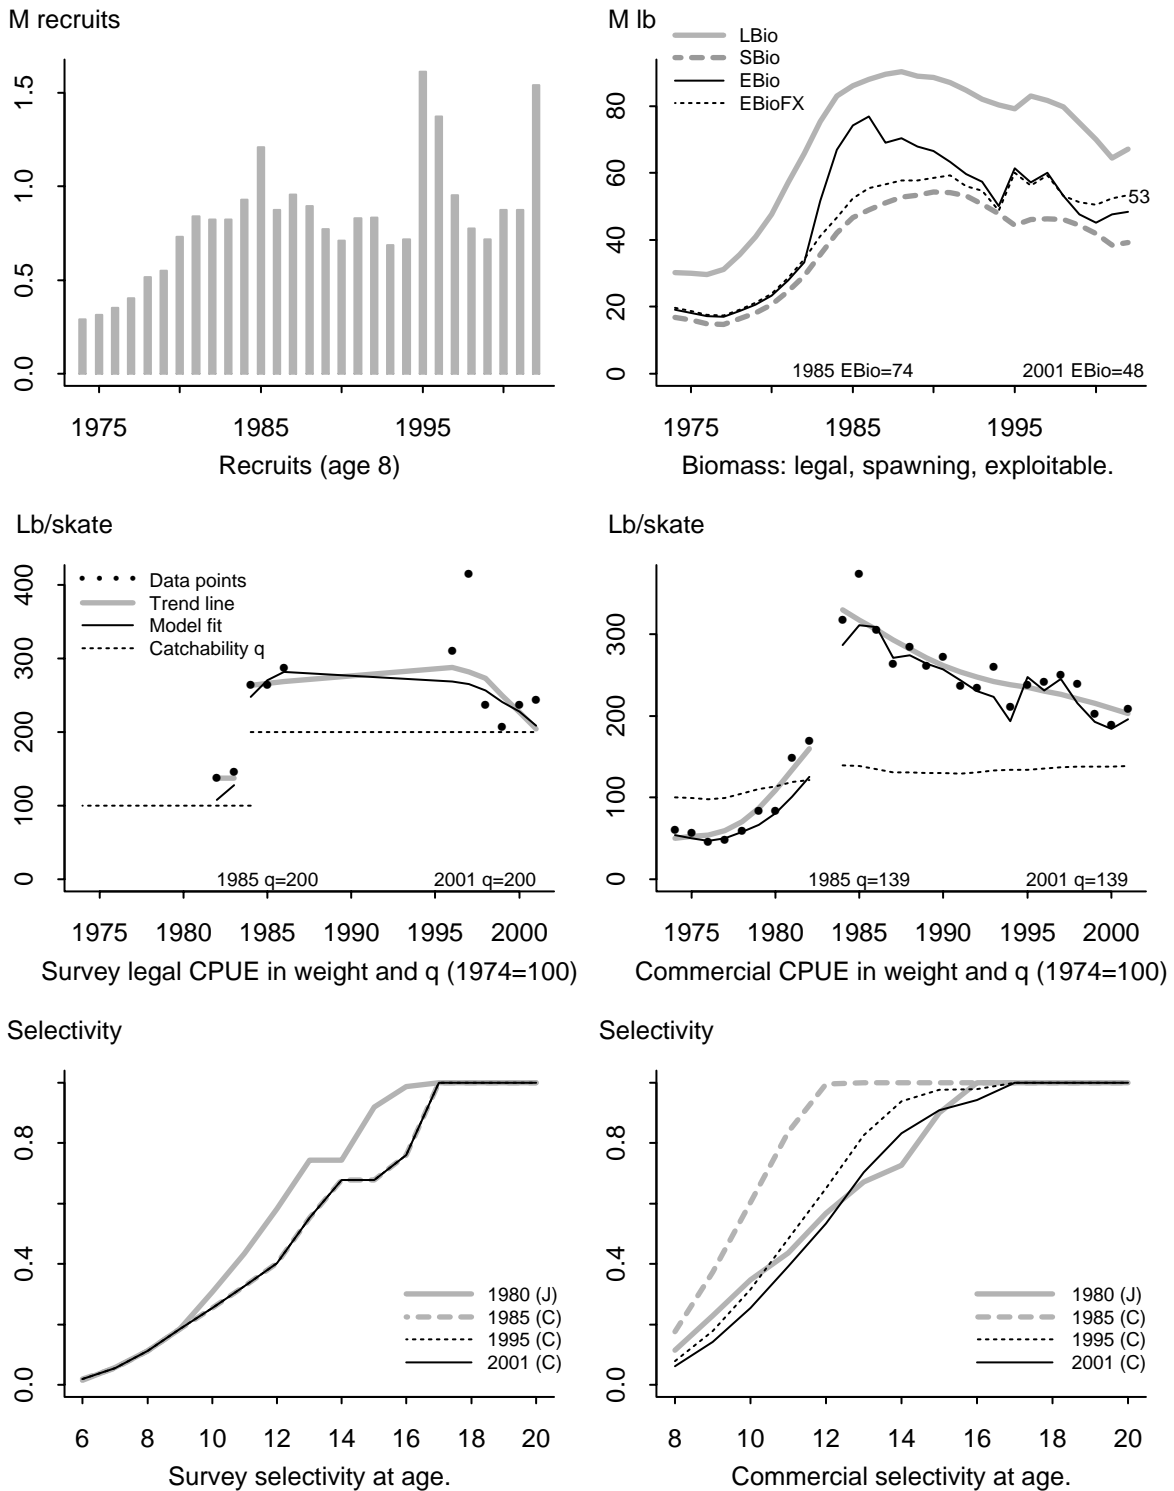 M recruits
0.0
0.5
1.0
1.5
1975
1985
1995
Recruits (age 8)
M lb
LBio
SBio
EBio
EBioFX
0
20
40
60
80
53
1985 EBio=74
2001 EBio=48
1975
1985
1995
Biomass: legal, spawning, exploitable.
Lb/skate
Data points
Trend line
Model fit
Catchability q
0
100
200
300
400
1985 q=200
2001 q=200
1975
1980
1985
1990
1995
2000
Survey legal CPUE in weight and q (1974=100)
Lb/skate
0
100
200
300
1985 q=139
2001 q=139
1975
1980
1985
1990
1995
2000
Commercial CPUE in weight and q (1974=100)
Selectivity
0.0
0.4
0.8
1980 (J)
1985 (C)
1995 (C)
2001 (C)
6
8
10
12
14
16
18
20
Survey selectivity at age.
Selectivity
0.0
0.4
0.8
1980 (J)
1985 (C)
1995 (C)
2001 (C)
8
10
12
14
16
18
20
Commercial selectivity at age.